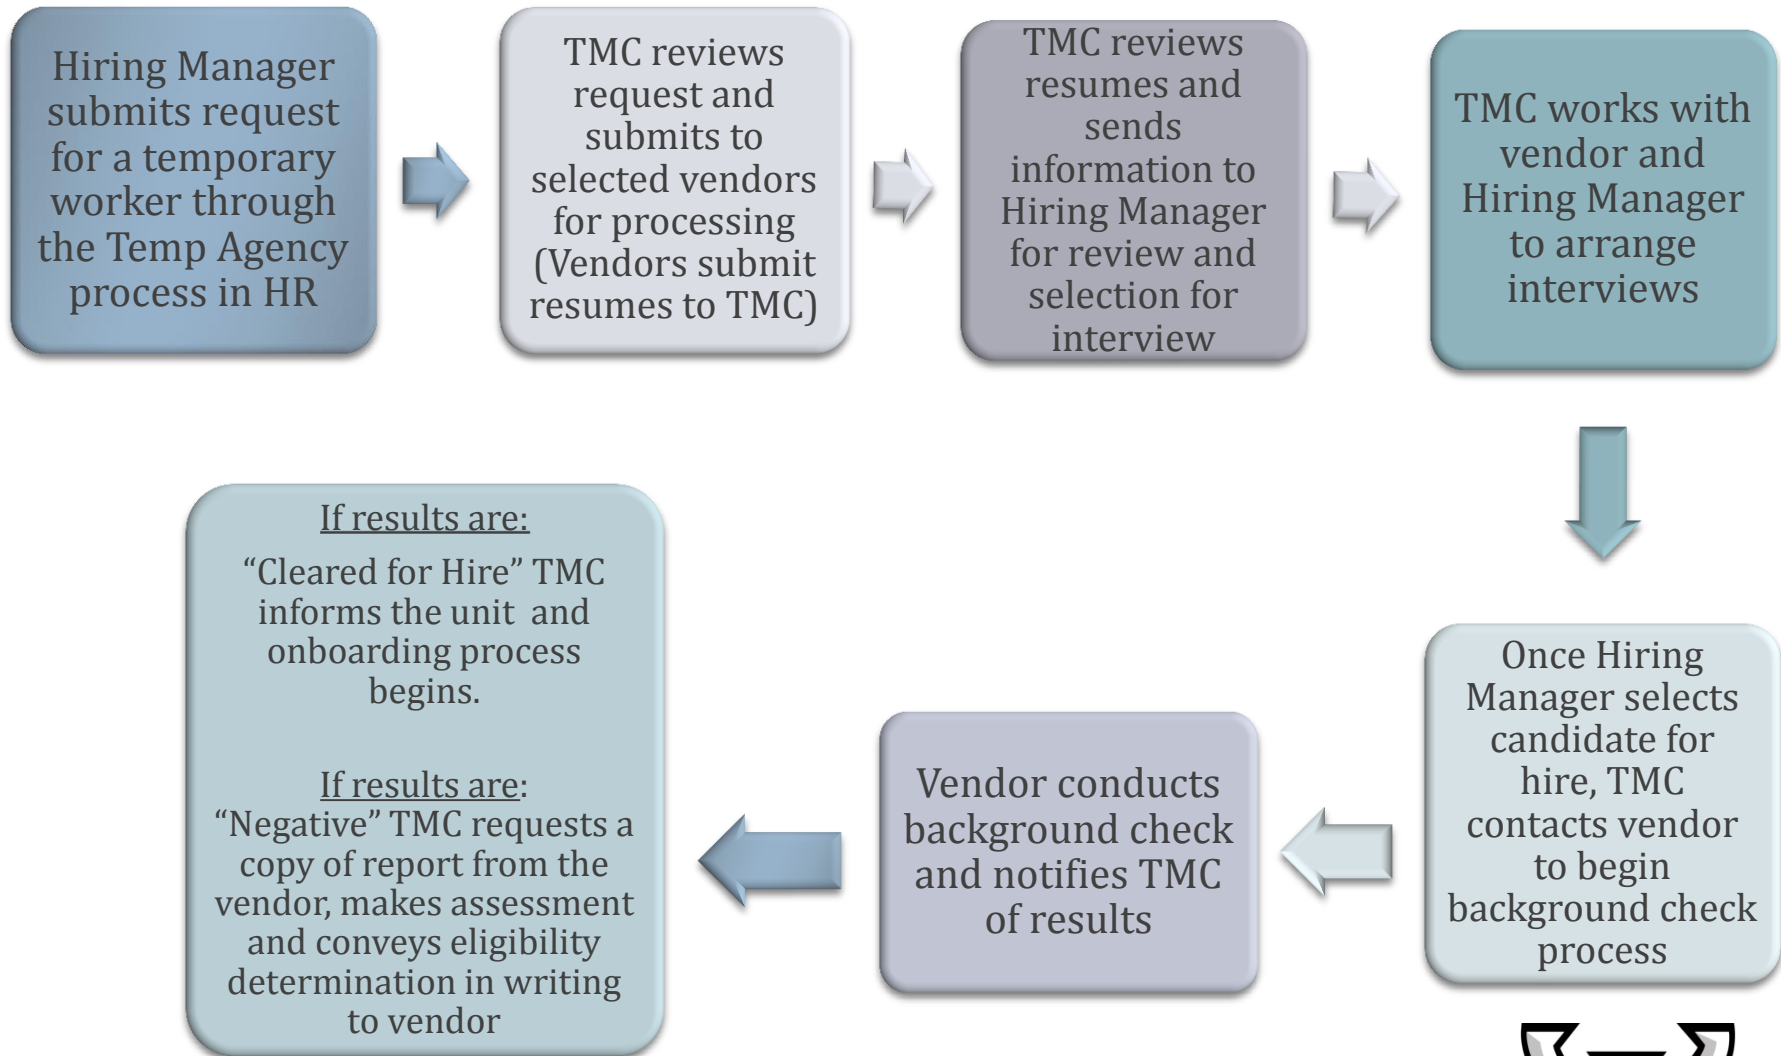 Hiring Manager
submits request
for a temporary
worker through
the Temp Agency
process in HR
TMC reviews
request and
submits to
selected vendors
for processing
(Vendors submit
resumes to TMC)
TMC reviews
resumes and
sends
information to
Hiring Manager
for review and
selection for
interview
TMC works with
vendor and
Hiring Manager
to arrange
interviews
Once Hiring
Manager selects
candidate for
hire, TMC
contacts vendor
to begin
background check
process
Vendor conducts
background check
and notifies TMC
of results
If results are:
“Cleared for Hire” TMC
informs the unit  and
onboarding process
begins.
If results are:
“Negative” TMC requests a
copy of report from the
vendor, makes assessment
and conveys eligibility
determination in writing
to vendor